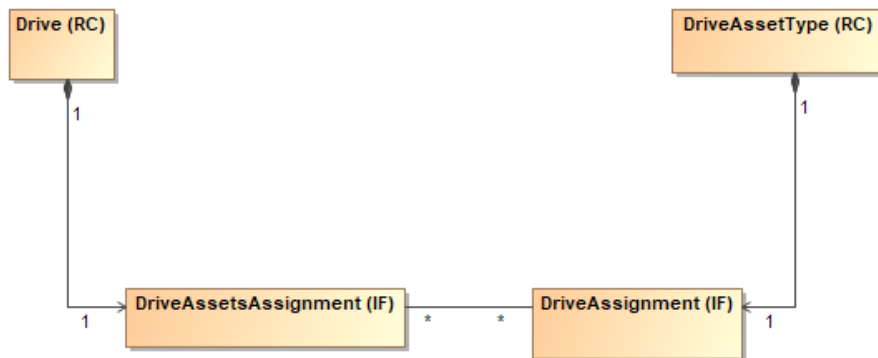 Drive (RC)
DriveAssetType (RC)
1
1
DriveAssetsAssignment (IF)
DriveAssignment (IF)
1
*
*
1